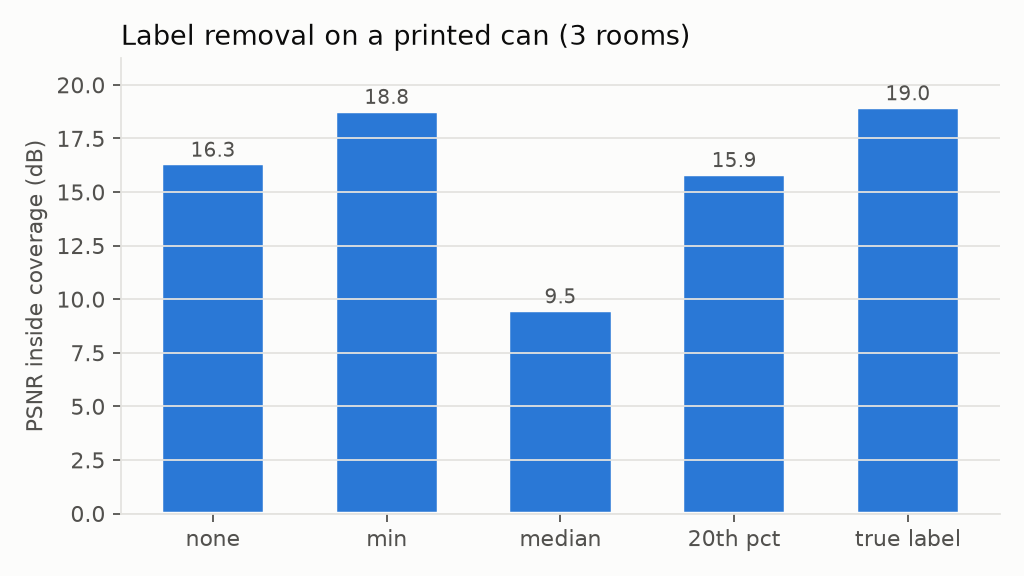 Label removal on a printed can (3 rooms)
PSNR inside coverage (dB)
20.0
17.5
15.0
12.5
10.0
7.5
5.0
2.5
0.0
16.3
18.8
9.5
15.9
19.0
none
min
median
20th pct
true label